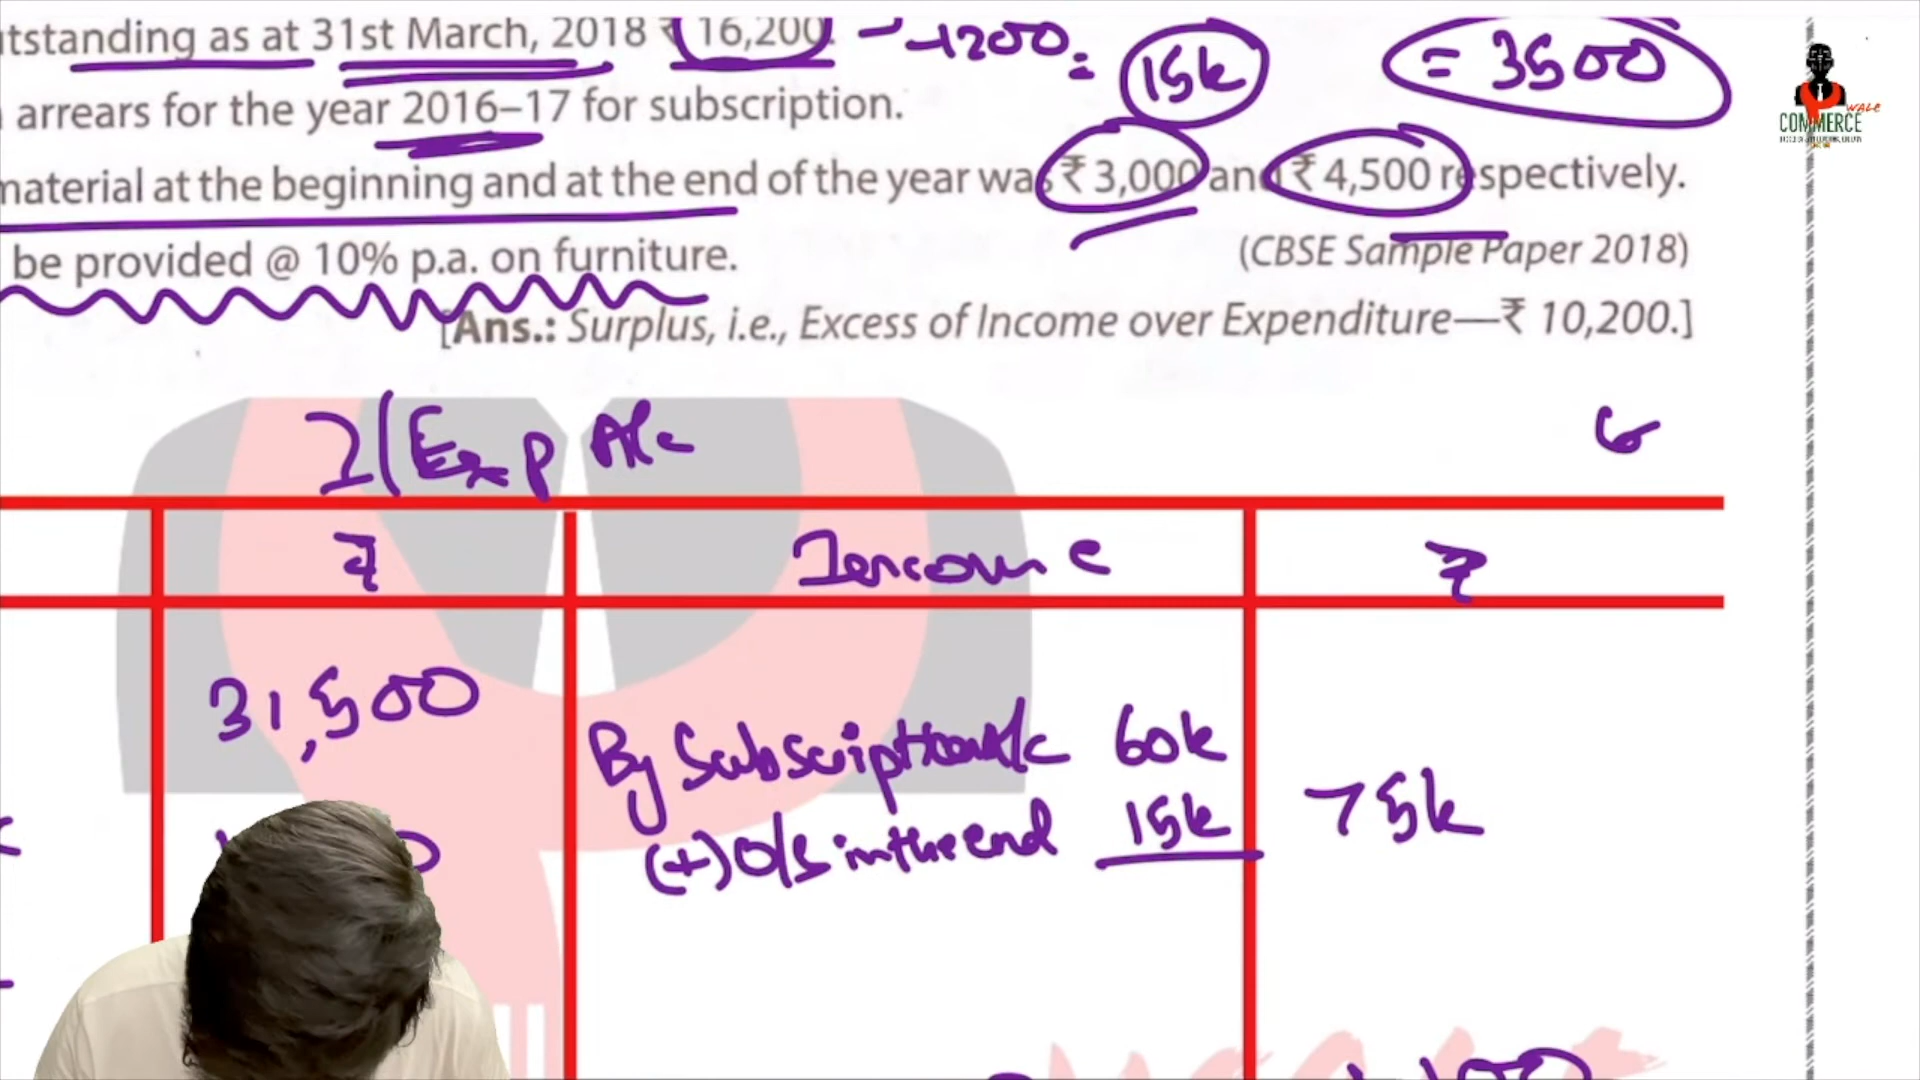 tstanding as at 31st March, 2018 ₹ 16,200. - 1200 = 15k = 3500
arrears for the year 2016–17 for subscription.
material at the beginning and at the end of the year was ₹ 3,000 and ₹ 4,500 respectively.
be provided @ 10% p.a. on furniture. (CBSE Sample Paper 2018)
[Ans.: Surplus, i.e., Excess of Income over Expenditure—₹ 10,200.]
WALE
COMMERCE
I/Exp A/c
₹ Income ₹
31,500
By Subscription A/c 60k
(+) O/S in the end 15k 75k